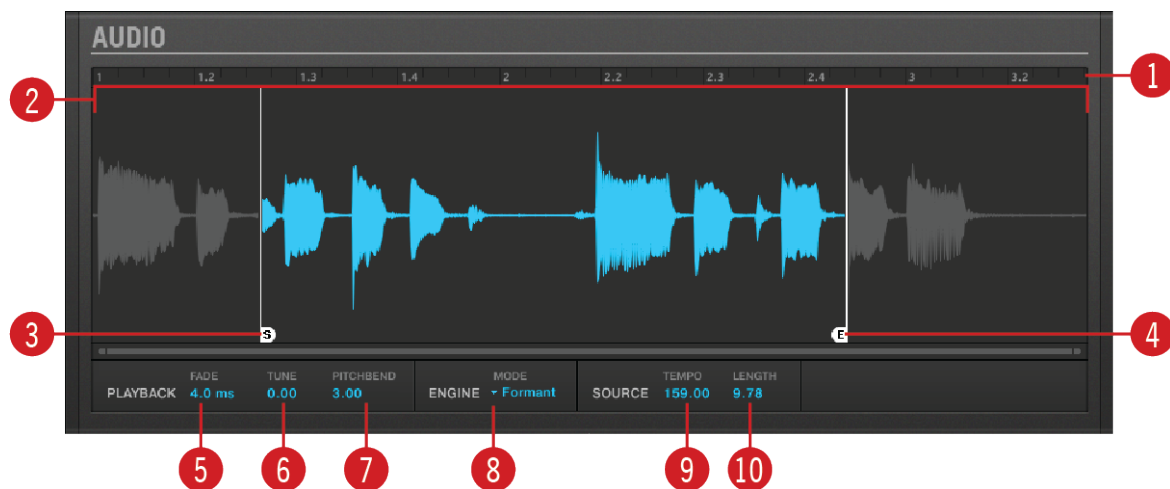 AUDIO
1 1.2 1.3 1.4 2 2.2 2.3 2.4 3 3.2
1
2
3
S
E
4
FADE TUNE PITCHBEND MODE TEMPO LENGTH
PLAYBACK 4.0 ms 0.00 3.00 ENGINE Formant SOURCE 159.00 9.78
5 6 7 8 9 10